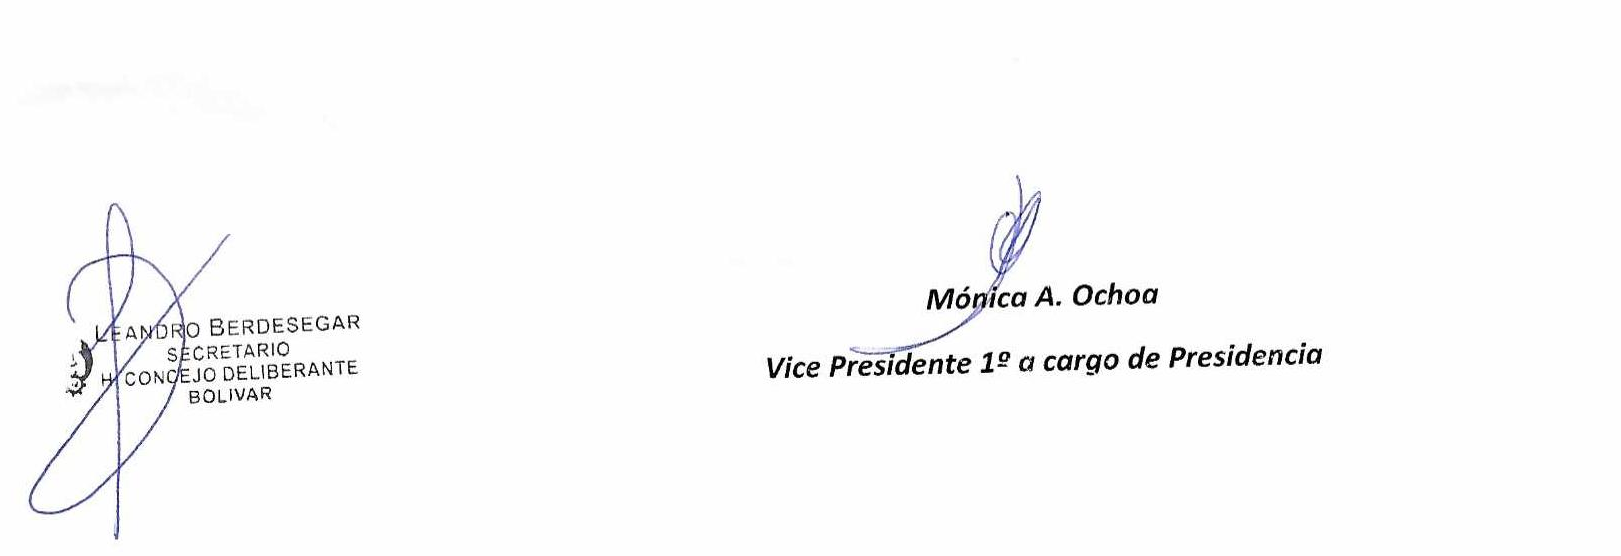 LEANDRO BERDESEGAR
SECRETARIO
H CONCEJO DELIBERANTE
BOLIVAR
Mónica A. Ochoa
Vice Presidente 1º a cargo de Presidencia